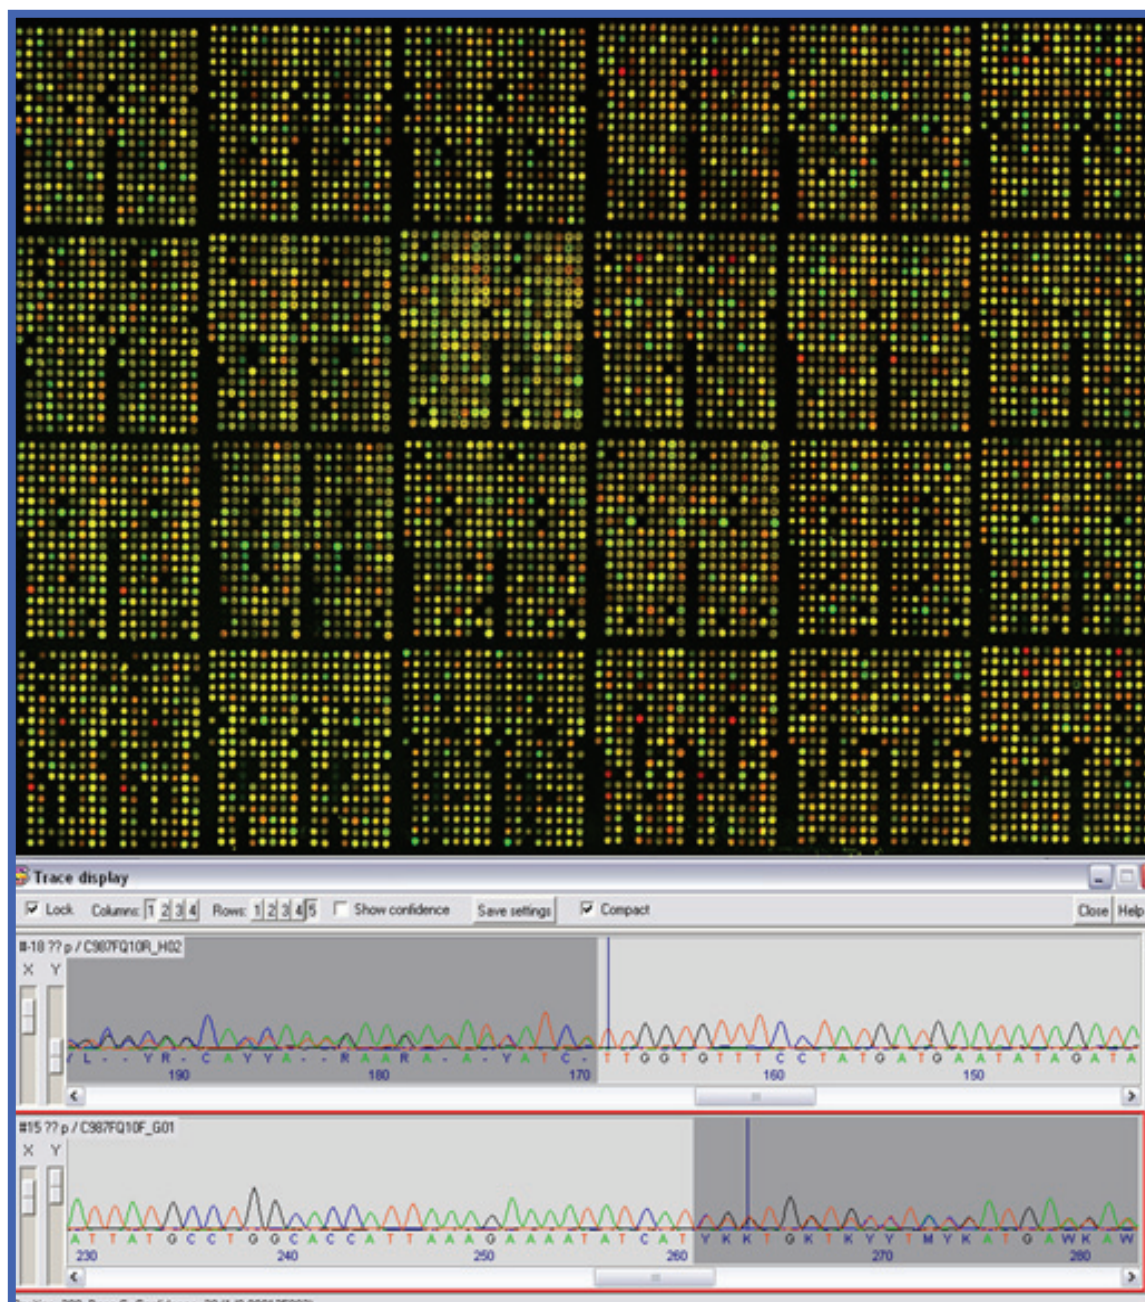 Trace display
Lock Columns: 1 2 3 4 Rows: 1 2 3 4 5 Show confidence Save settings Compact Close Help
#-18 ?? p / C987FQ10R_H02
X Y
L - Y R - C A Y Y A - - R A A R A - A - Y A T C - T T G G T G T T T C C T A T G A T G A A T A T A G A T A
190 180 170 160 150
#15 ?? p / C987FQ10F_G01
X Y
A T T A T G C C T G G C A C C A T T A A A G A A A A T A T C A T Y K K T G K T K Y Y T M Y K A T G A W K A W
230 240 250 260 270 280